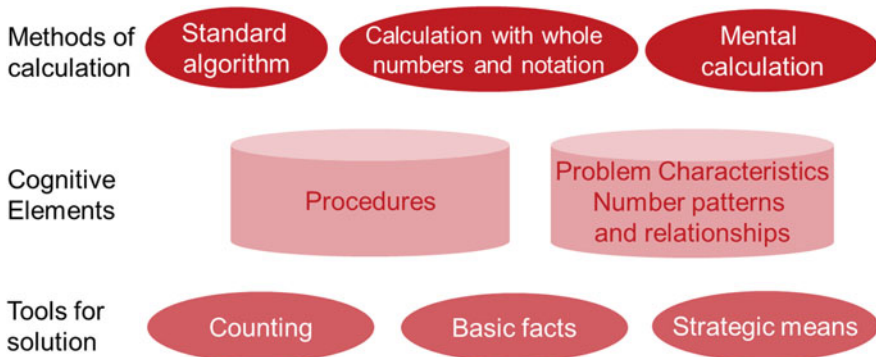 Methods of
calculation
Standard
algorithm
Calculation with whole
numbers and notation
Mental
calculation
Cognitive
Elements
Procedures
Problem Characteristics
Number patterns
and relationships
Tools for
solution
Counting
Basic facts
Strategic means